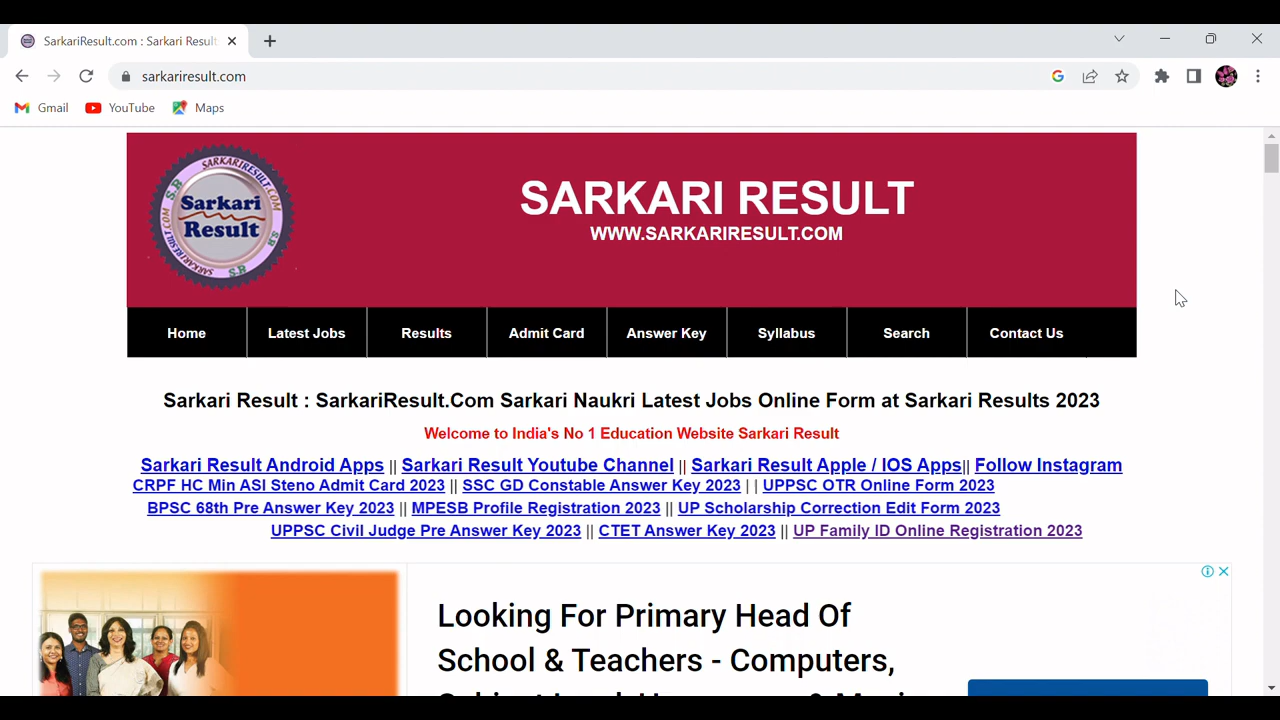 SarkariResult.com : Sarkari Result
sarkariresult.com
Gmail YouTube Maps
SARKARIRESULT.COM
S.R
Sarkari
Result
S.R
SARKARIRESULT.COM
S.R
SARKARI RESULT
WWW.SARKARIRESULT.COM
Home Latest Jobs Results Admit Card Answer Key Syllabus Search Contact Us
Sarkari Result : SarkariResult.Com Sarkari Naukri Latest Jobs Online Form at Sarkari Results 2023
Welcome to India's No 1 Education Website Sarkari Result
Sarkari Result Android Apps || Sarkari Result Youtube Channel || Sarkari Result Apple / IOS Apps|| Follow Instagram
CRPF HC Min ASI Steno Admit Card 2023 || SSC GD Constable Answer Key 2023 | | UPPSC OTR Online Form 2023
BPSC 68th Pre Answer Key 2023 || MPESB Profile Registration 2023 || UP Scholarship Correction Edit Form 2023
UPPSC Civil Judge Pre Answer Key 2023 || CTET Answer Key 2023 || UP Family ID Online Registration 2023
Looking For Primary Head Of
School & Teachers - Computers,